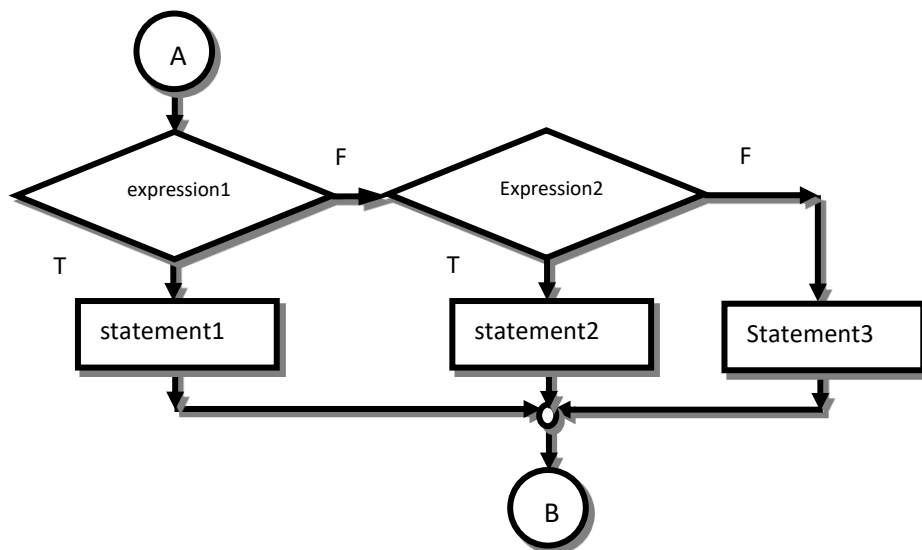 A
expression1
F
Expression2
F
T
T
statement1
statement2
Statement3
B